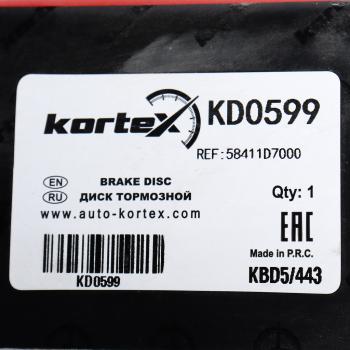 kortex KD0599
REF:58411D7000
EN BRAKE DISC Qty: 1
RU ДИСК ТОРМОЗНОЙ
www.auto-kortex.com
EAC
Made in P.R.C.
KD0599 KBD5/443